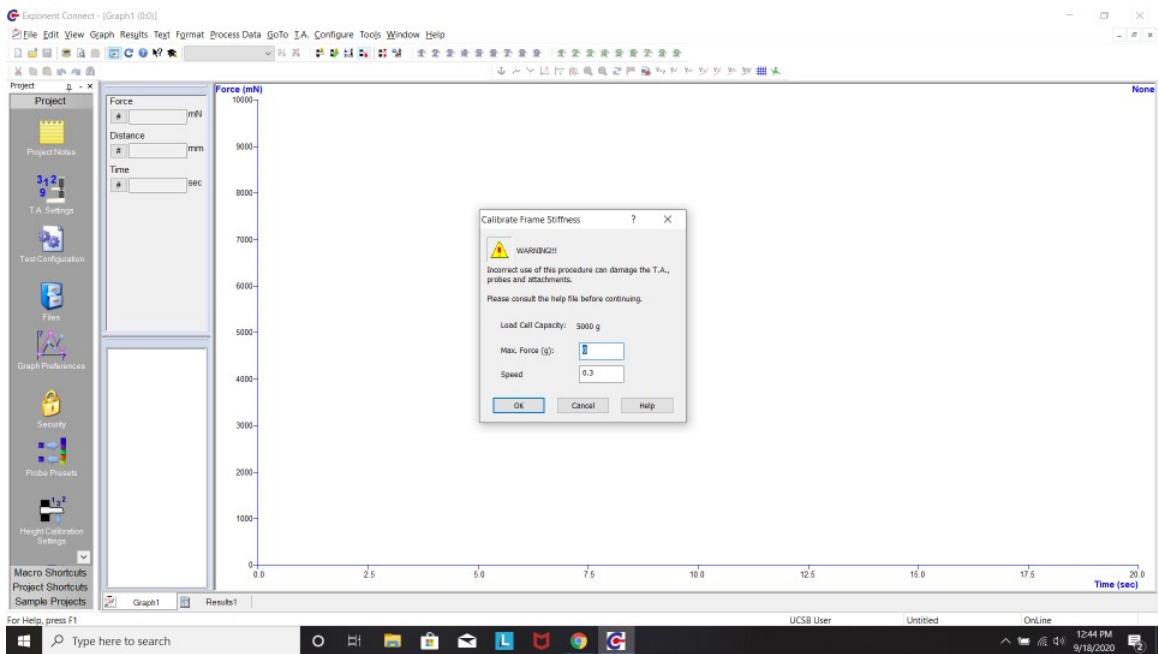 Exponent Connect - [Graph1 (0:0)]
File Edit View Graph Results Text Format Process Data GoTo T.A. Configure Tools Window Help
Project
Project
Project Notes
T.A. Settings
Test Configuration
Files
Graph Preferences
Security
Probe Presets
Height Calibration
Settings
Macro Shortcuts
Project Shortcuts
Sample Projects
Force
# mN
Distance
# mm
Time
# sec
Force (mN)
None
10000
9000
8000
7000
6000
5000
4000
3000
2000
1000
0
0.0 2.5 5.0 7.5 10.0 12.5 15.0 17.5 20.0
Time (sec)
Calibrate Frame Stiffness ?
WARNING!!!
Incorrect use of this procedure can damage the T.A.,
probes and attachments.
Please consult the help file before continuing.
Load Cell Capacity: 5000 g
Max. Force (g): 0
Speed 0.3
OK Cancel Help
Graph1 Results1
For Help, press F1 UCSB User Untitled OnLine
Type here to search
12:44 PM
9/18/2020